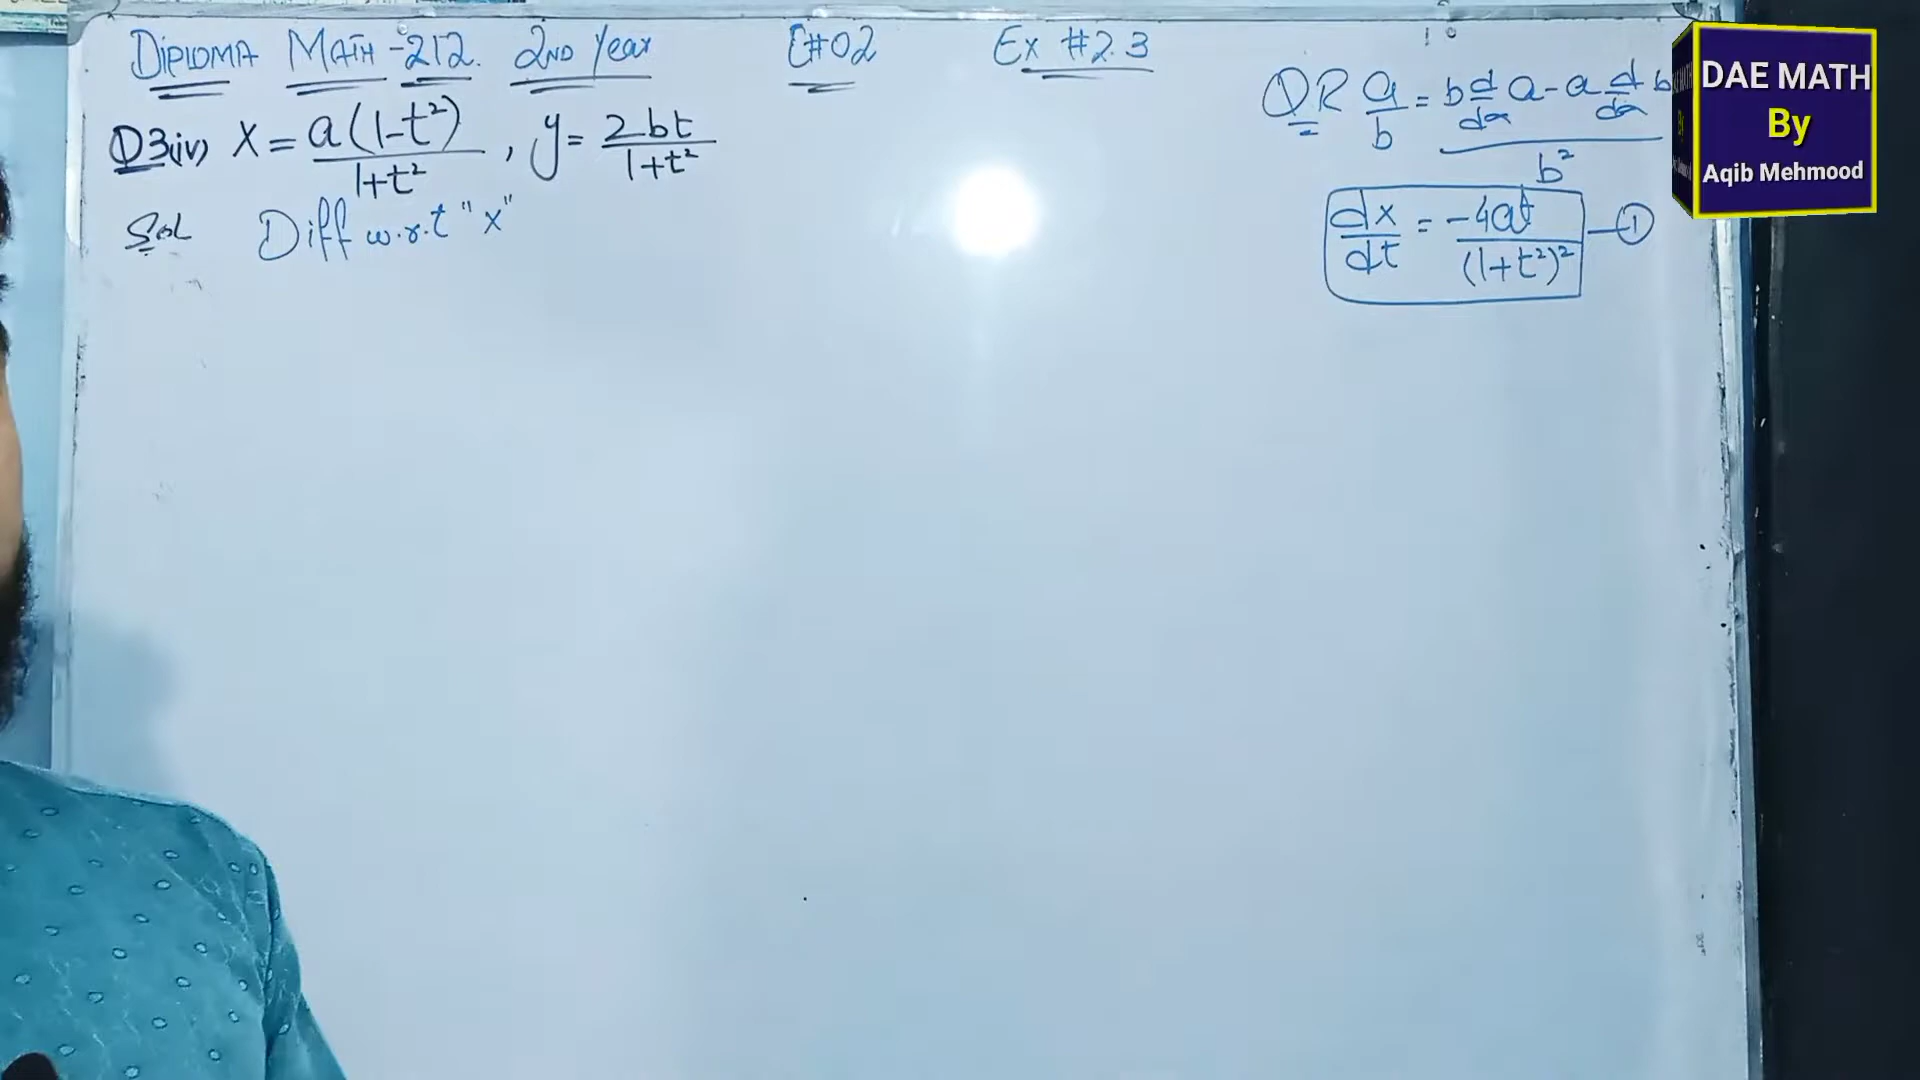 DIPLOMA MATH-212. 2ND Year C#02 Ex #2.3
Q3(iv) x = a(1-t²)/1+t² , y = 2bt/1+t²
Sol Diff w.r.t "x"
QR a/b = b d/dx a - a d/dx b / b²
dx/dt = -4at/(1+t²)² —①
DAE MATH
By
Aqib Mehmood